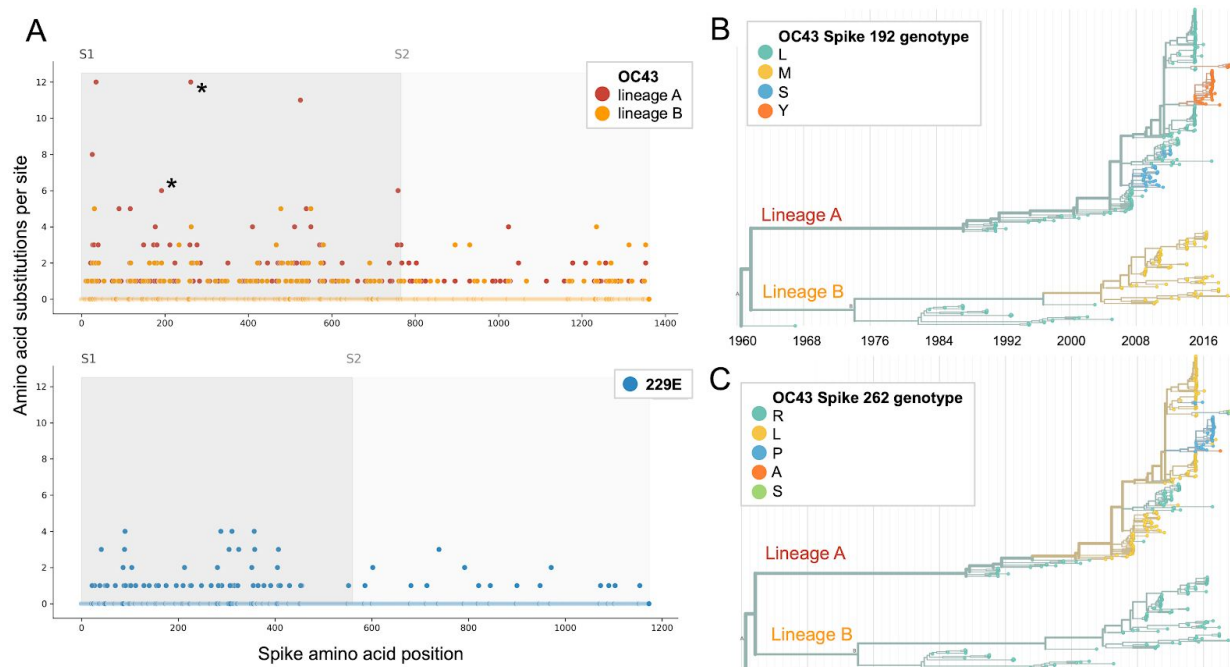 A
S1
S2
12
10
8
6
4
2
0
*
*
OC43
lineage A
lineage B
0
200
400
600
800
1000
1200
1400
Amino acid substitutions per site
S1
S2
12
10
8
6
4
2
0
229E
0
200
400
600
800
1000
1200
Spike amino acid position
B
OC43 Spike 192 genotype
L
M
S
Y
Lineage A
Lineage B
A
B
1960
1968
1976
1984
1992
2000
2008
2016
C
OC43 Spike 262 genotype
R
L
P
A
S
Lineage A
Lineage B
A
B